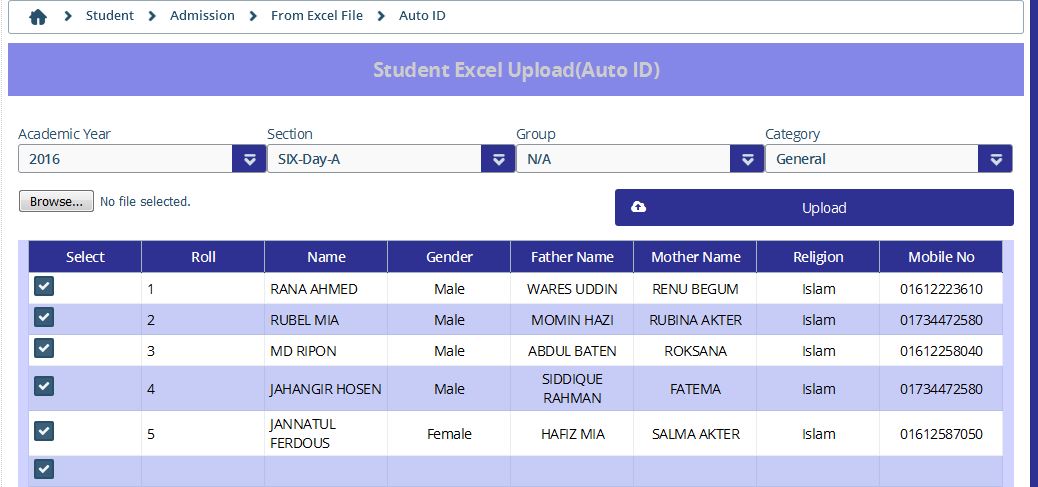 Student Admission From Excel File Auto ID
Student Excel Upload(Auto ID)
Academic Year Section Group Category
2016 SIX-Day-A N/A General
Browse... No file selected. Upload
Select Roll Name Gender Father Name Mother Name Religion Mobile No
1 RANA AHMED Male WARES UDDIN RENU BEGUM Islam 01612223610
2 RUBEL MIA Male MOMIN HAZI RUBINA AKTER Islam 01734472580
3 MD RIPON Male ABDUL BATEN ROKSANA Islam 01612258040
4 JAHANGIR HOSEN Male SIDDIQUE RAHMAN FATEMA Islam 01734472580
5 JANNATUL FERDOUS Female HAFIZ MIA SALMA AKTER Islam 01612587050